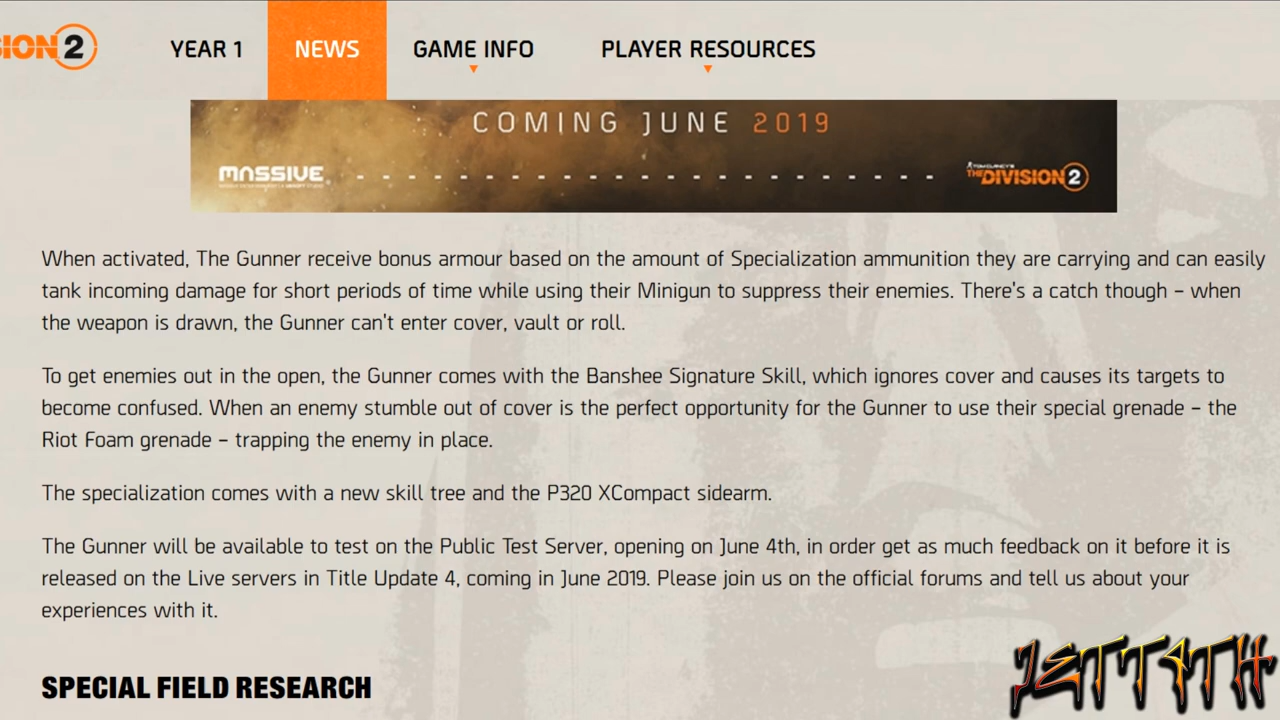 ION 2
YEAR 1
NEWS
GAME INFO
PLAYER RESOURCES
COMING JUNE 2019
MASSIVE
TOM CLANCY'S
THE DIVISION 2
When activated, The Gunner receive bonus armour based on the amount of Specialization ammunition they are carrying and can easily
tank incoming damage for short periods of time while using their Minigun to suppress their enemies. There's a catch though – when
the weapon is drawn, the Gunner can't enter cover, vault or roll.
To get enemies out in the open, the Gunner comes with the Banshee Signature Skill, which ignores cover and causes its targets to
become confused. When an enemy stumble out of cover is the perfect opportunity for the Gunner to use their special grenade – the
Riot Foam grenade – trapping the enemy in place.
The specialization comes with a new skill tree and the P320 XCompact sidearm.
The Gunner will be available to test on the Public Test Server, opening on June 4th, in order get as much feedback on it before it is
released on the Live servers in Title Update 4, coming in June 2019. Please join us on the official forums and tell us about your
experiences with it.
SPECIAL FIELD RESEARCH